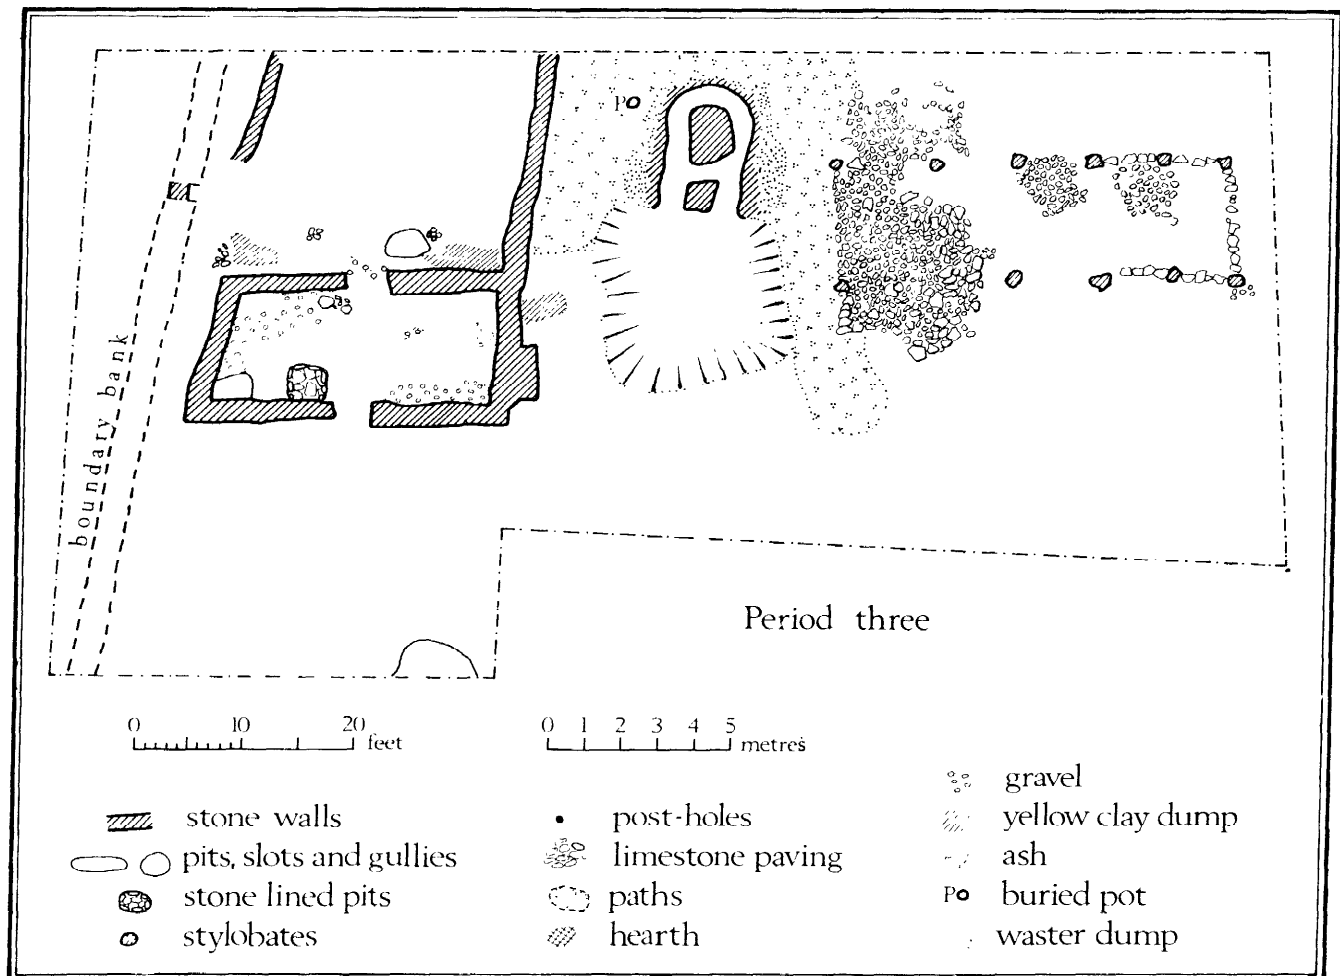 P
boundary bank
Period three
0 10 20 feet
0 1 2 3 4 5 metres
stone walls
pits, slots and gullies
stone lined pits
stylobates
post-holes
limestone paving
paths
hearth
gravel
yellow clay dump
ash
P buried pot
waster dump